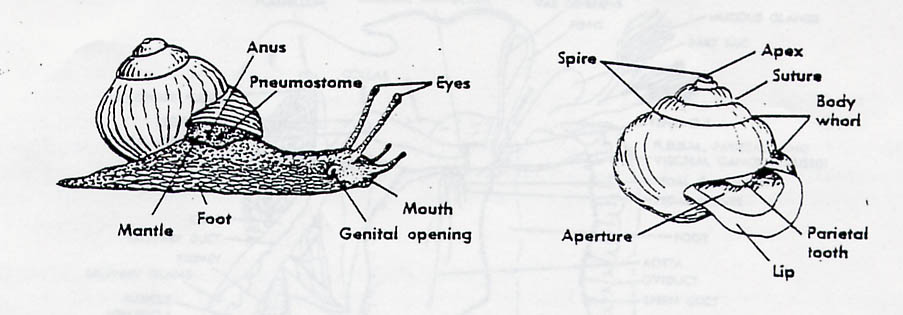 Anus
Pneumostome
Eyes
Mantle
Foot
Mouth
Genital opening
Spire
Apex
Suture
Body
whorl
Aperture
Parietal
tooth
Lip